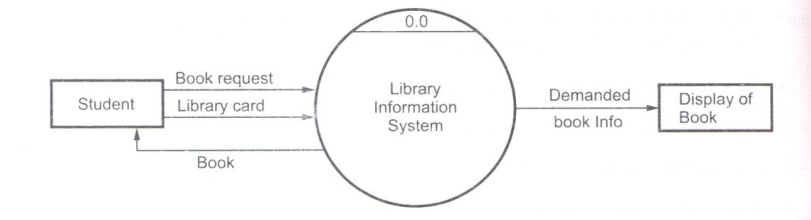 0.0
Book request
Student
Library card
Book
Library
Information
System
Demanded
book Info
Display of
Book